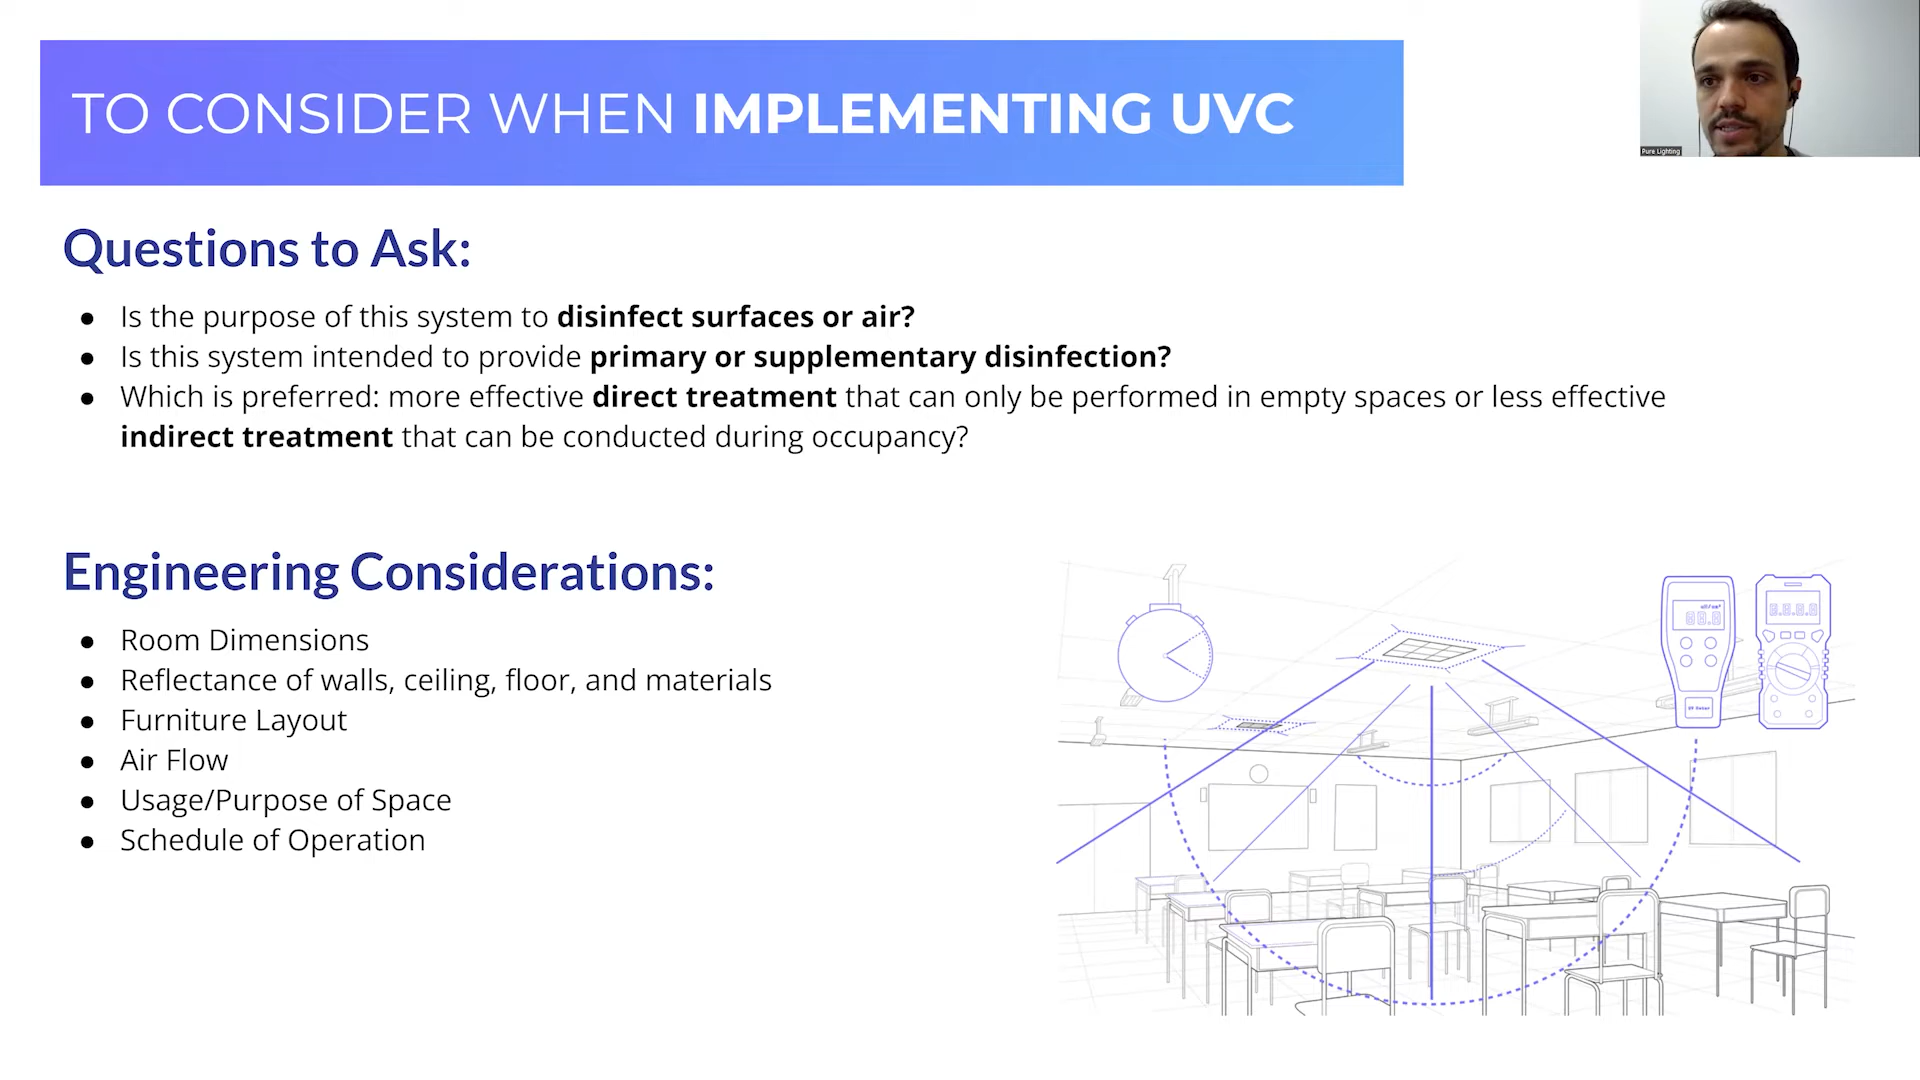 TO CONSIDER WHEN IMPLEMENTING UVC
Pure Lighting
Questions to Ask:
● Is the purpose of this system to disinfect surfaces or air?
● Is this system intended to provide primary or supplementary disinfection?
● Which is preferred: more effective direct treatment that can only be performed in empty spaces or less effective
indirect treatment that can be conducted during occupancy?
Engineering Considerations:
● Room Dimensions
● Reflectance of walls, ceiling, floor, and materials
● Furniture Layout
● Air Flow
● Usage/Purpose of Space
● Schedule of Operation